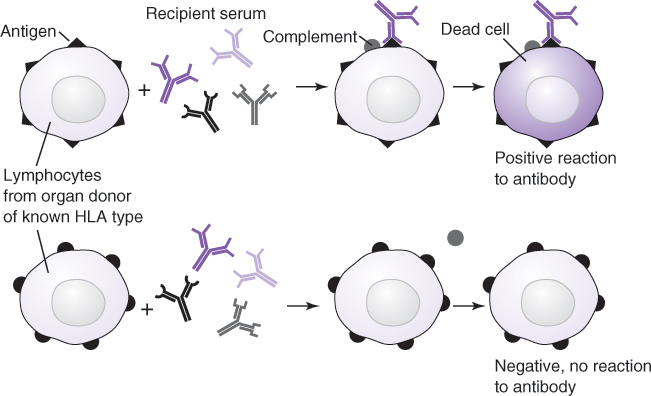 Recipient serum
Antigen
Complement
Dead cell
+
Positive reaction
to antibody
Lymphocytes
from organ donor
of known HLA type
+
Negative, no reaction
to antibody